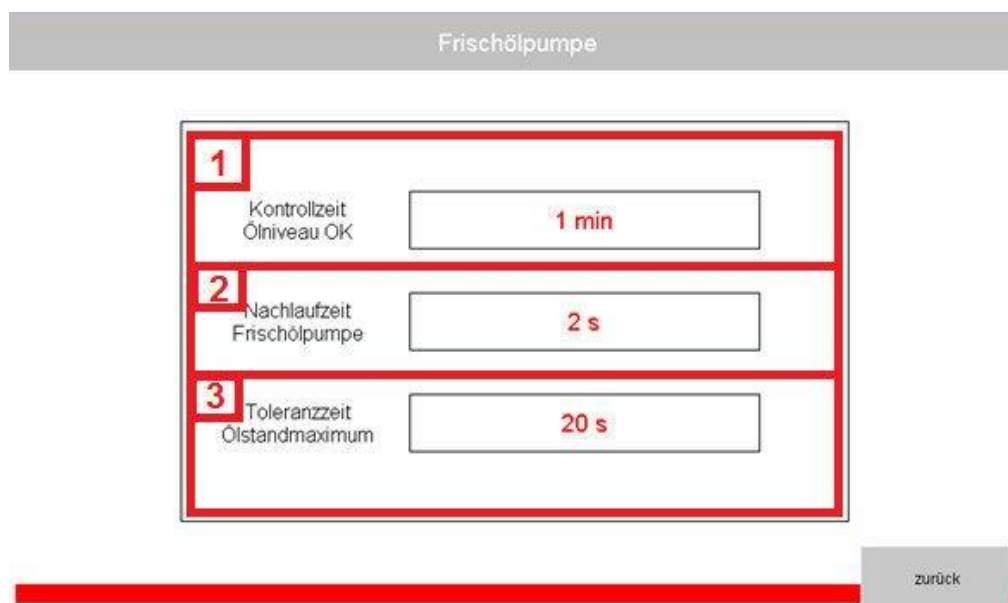 Frischölpumpe
1
Kontrollzeit
Ölniveau OK
1 min
2
Nachlaufzeit
Frischölpumpe
2 s
3
Toleranzzeit
Ölstandmaximum
20 s
zurück